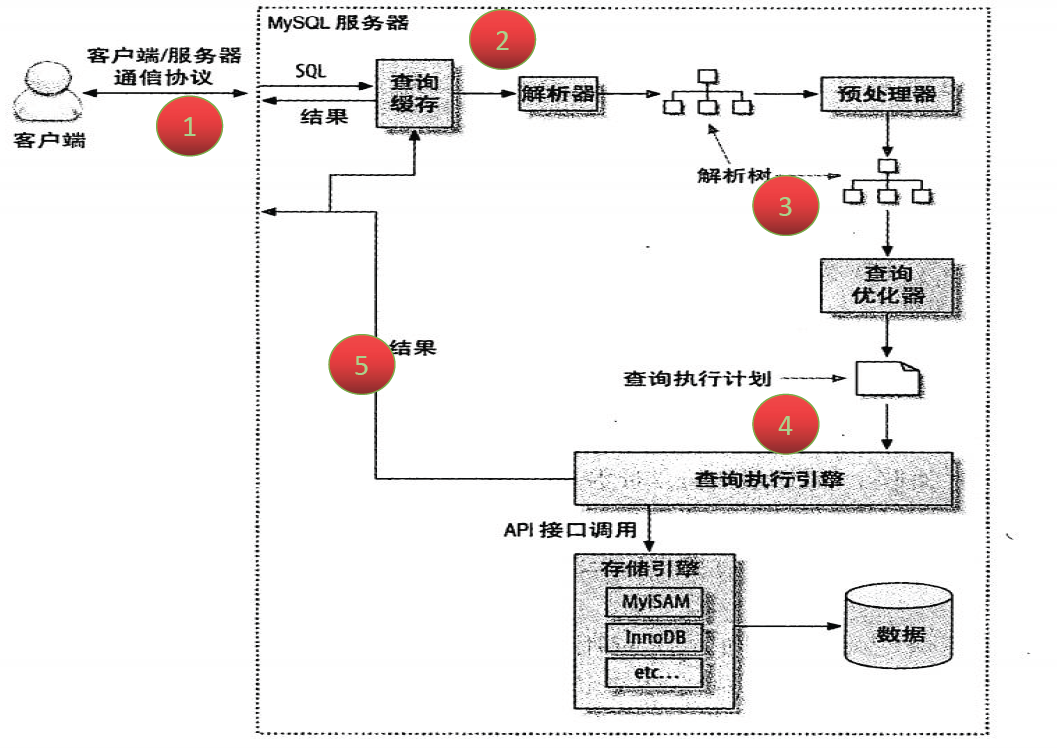 MySQL 服务器
客户端/服务器
通信协议
1
客户端
SQL
结果
查询
缓存
2
解析器
预处理器
解析树
3
查询
优化器
结果
5
查询执行计划
4
查询执行引擎
API 接口调用
存储引擎
MyISAM
InnoDB
etc...
数据